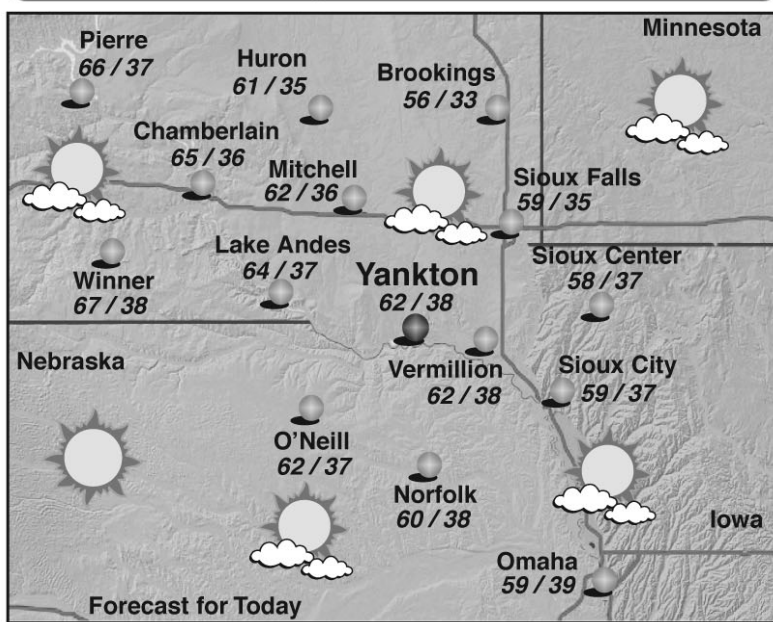 Pierre
66 / 37
Huron
61 / 35
Brookings
56 / 33
Minnesota
Chamberlain
65 / 36
Mitchell
62 / 36
Sioux Falls
59 / 35
Winner
67 / 38
Lake Andes
64 / 37
Yankton
62 / 38
Sioux Center
58 / 37
Nebraska
Vermillion
62 / 38
Sioux City
59 / 37
O'Neill
62 / 37
Norfolk
60 / 38
Iowa
Omaha
59 / 39
Forecast for Today